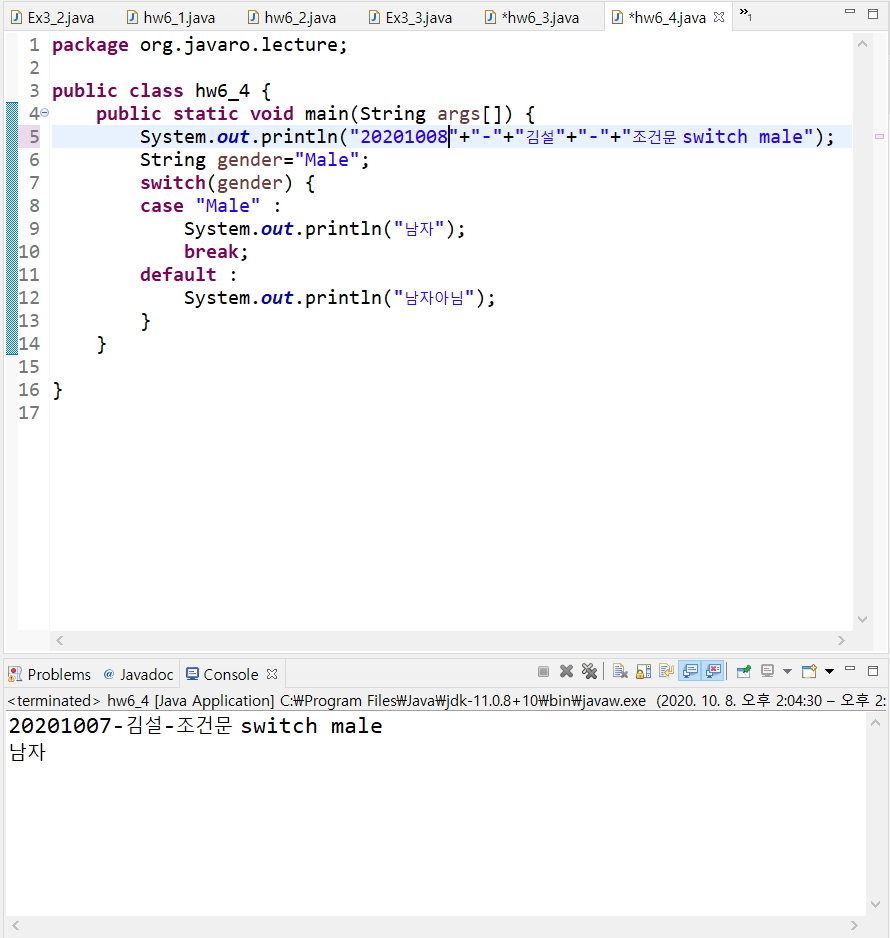 Ex3_2.java hw6_1.java hw6_2.java Ex3_3.java *hw6_3.java *hw6_4.java »1
1 package org.javaro.lecture;
2
3 public class hw6_4 {
4 public static void main(String args[]) {
5 System.out.println("20201008"+"-"+"김설"+"-"+"조건문 switch male");
6 String gender="Male";
7 switch(gender) {
8 case "Male" :
9 System.out.println("남자");
10 break;
11 default :
12 System.out.println("남자아님");
13 }
14 }
15
16 }
17
Problems @ Javadoc Console
<terminated> hw6_4 [Java Application] C:₩Program Files₩Java₩jdk-11.0.8+10₩bin₩javaw.exe (2020. 10. 8. 오후 2:04:30 – 오후 2:
20201007-김설-조건문 switch male
남자